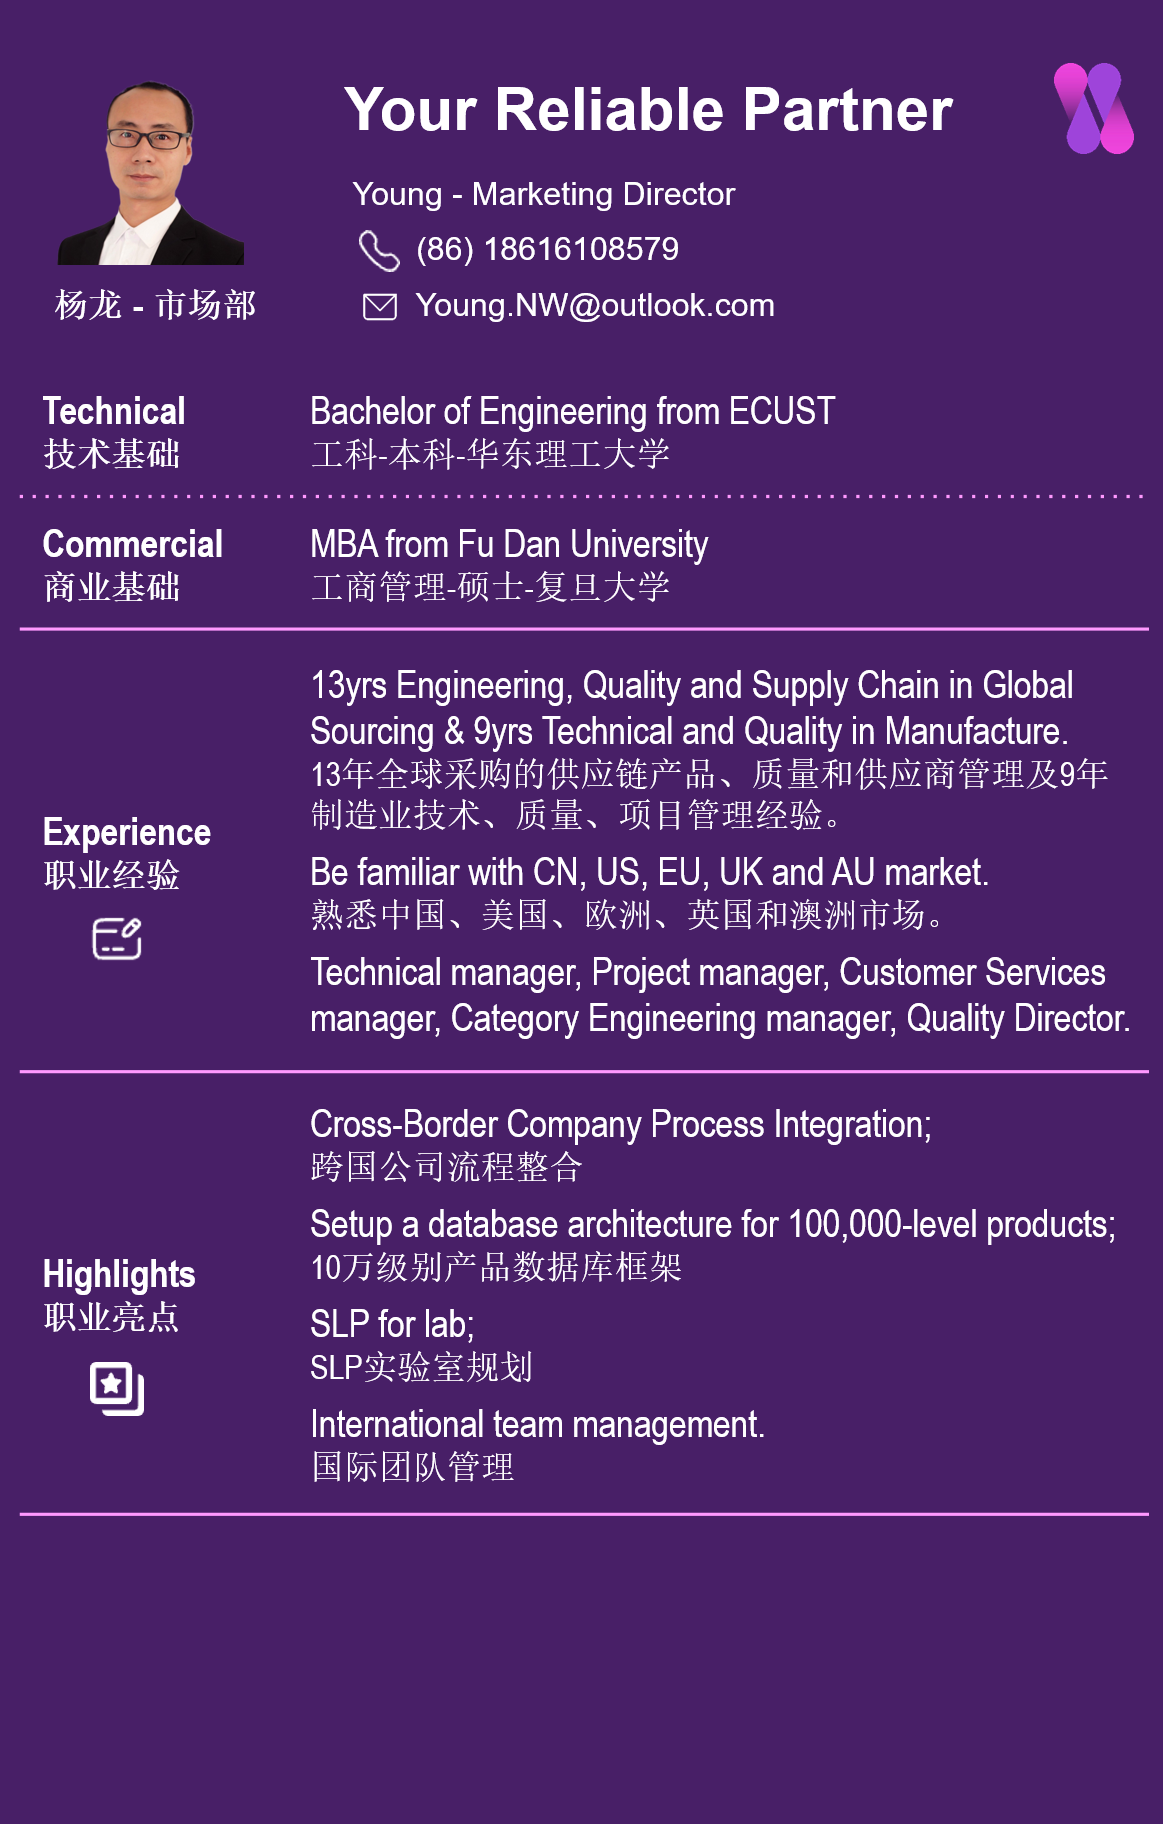 Your Reliable Partner
Young - Marketing Director
(86) 18616108579
Young.NW@outlook.com
杨龙 - 市场部
Technical
技术基础
Bachelor of Engineering from ECUST
工科-本科-华东理工大学
Commercial
商业基础
MBA from Fu Dan University
工商管理-硕士-复旦大学
Experience
职业经验
13yrs Engineering, Quality and Supply Chain in Global
Sourcing & 9yrs Technical and Quality in Manufacture.
13年全球采购的供应链产品、质量和供应商管理及9年
制造业技术、质量、项目管理经验。
Be familiar with CN, US, EU, UK and AU market.
熟悉中国、美国、欧洲、英国和澳洲市场。
Technical manager, Project manager, Customer Services
manager, Category Engineering manager, Quality Director.
Highlights
职业亮点
Cross-Border Company Process Integration;
跨国公司流程整合
Setup a database architecture for 100,000-level products;
10万级别产品数据库框架
SLP for lab;
SLP实验室规划
International team management.
国际团队管理